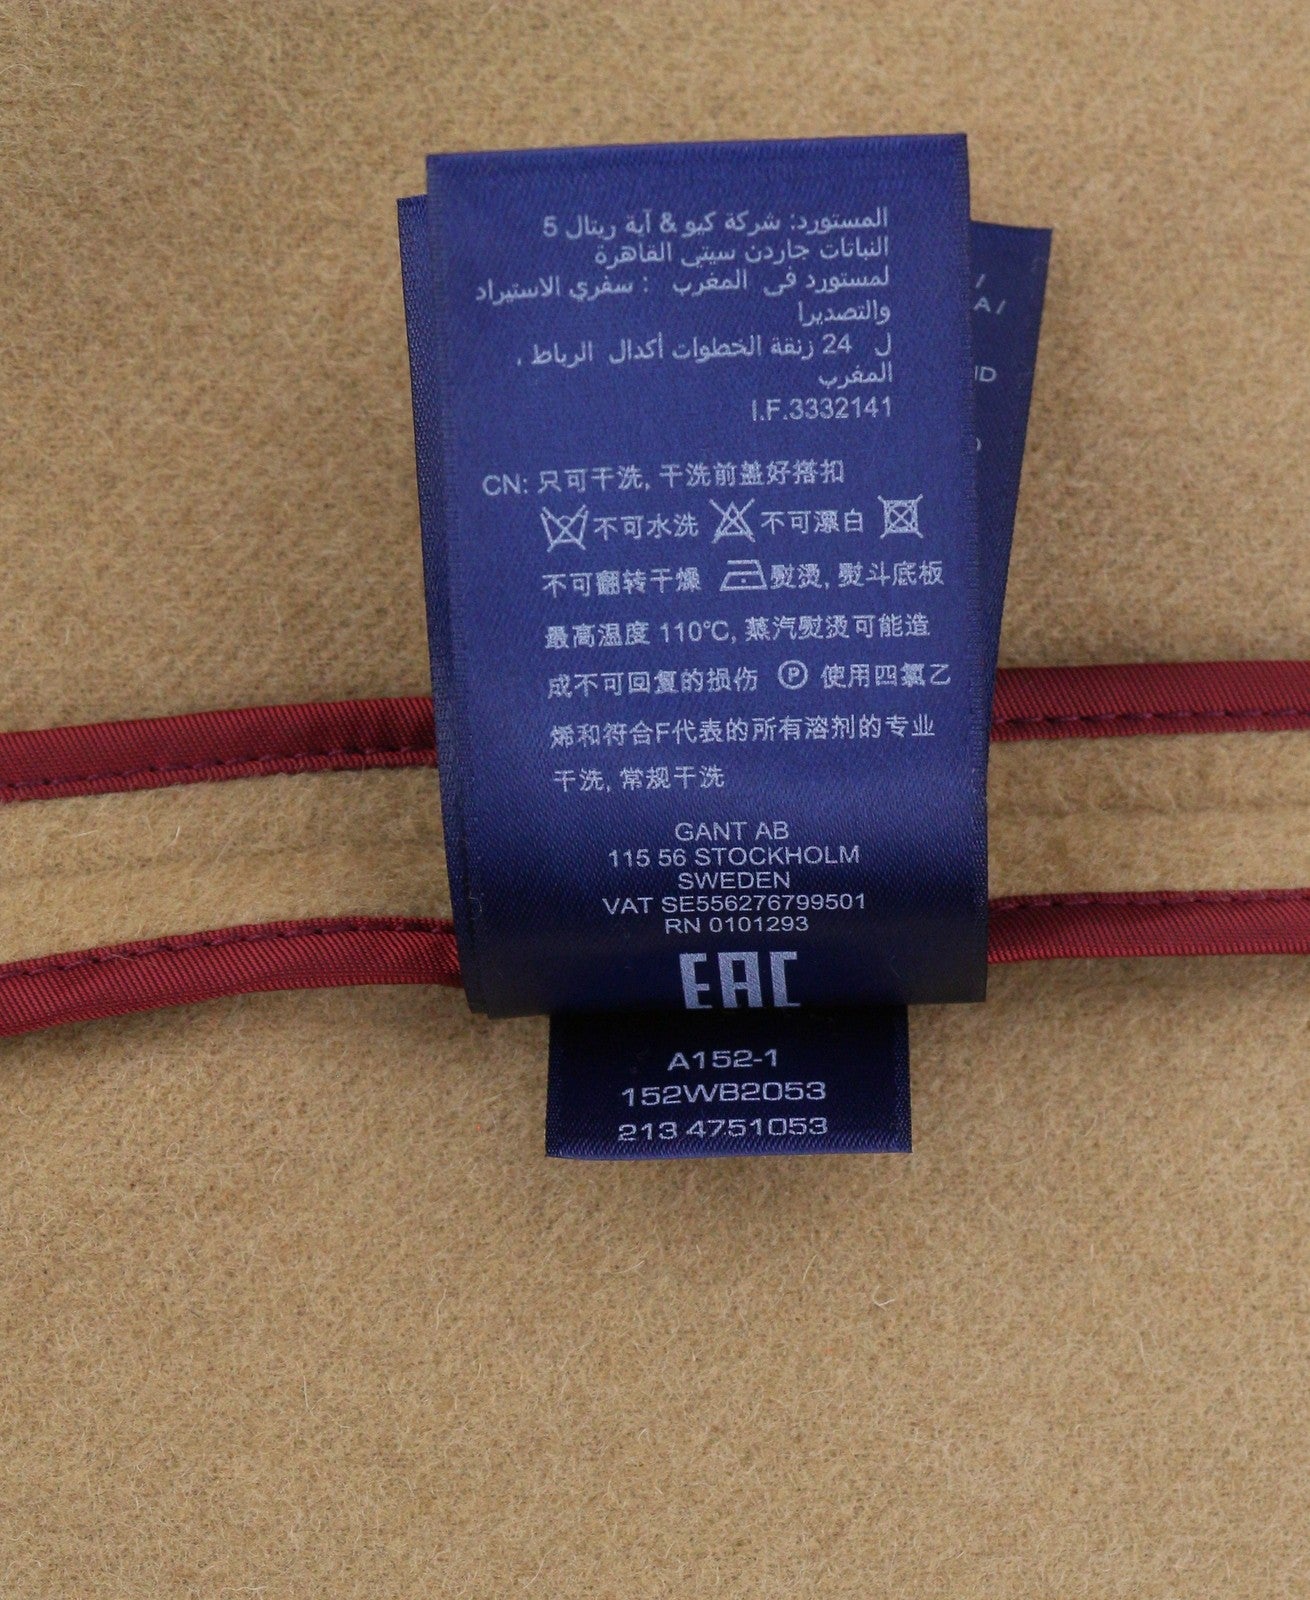 المستورد: شركة كيو & آية ريتال 5
النباتات جاردن سيتى القاهرة
لمستورد فى المغرب : سفري الاستيراد
والتصديرا
ل 24 زنقة الخطوات أكدال الرباط ،
المغرب
I.F.3332141
CN: 只可干洗, 干洗前盖好搭扣
不可水洗 不可漂白
不可翻转干燥 熨烫, 熨斗底板
最高温度 110℃, 蒸汽熨烫可能造
成不可回复的损伤 Ⓟ 使用四氯乙
烯和符合F代表的所有溶剂的专业
干洗, 常规干洗
GANT AB
115 56 STOCKHOLM
SWEDEN
VAT SE556276799501
RN 0101293
EAC
A152-1
152WB2053
213 4751053